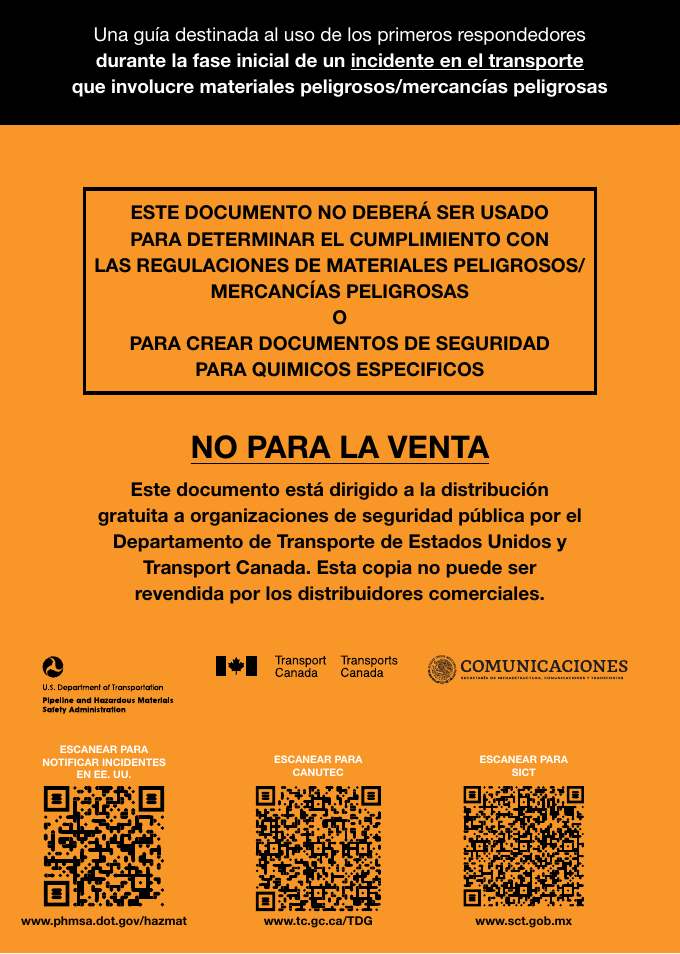 Una guía destinada al uso de los primeros respondedores
durante la fase inicial de un incidente en el transporte
que involucre materiales peligrosos/mercancías peligrosas
ESTE DOCUMENTO NO DEBERÁ SER USADO
PARA DETERMINAR EL CUMPLIMIENTO CON
LAS REGULACIONES DE MATERIALES PELIGROSOS/
MERCANCÍAS PELIGROSAS
O
PARA CREAR DOCUMENTOS DE SEGURIDAD
PARA QUIMICOS ESPECIFICOS
NO PARA LA VENTA
Este documento está dirigido a la distribución
gratuita a organizaciones de seguridad pública por el
Departamento de Transporte de Estados Unidos y
Transport Canada. Esta copia no puede ser
revendida por los distribuidores comerciales.
U.S. Department of Transportation
Pipeline and Hazardous Materials
Safety Administration
Transport Canada
Transports Canada
COMUNICACIONES
SECRETARÍA DE INFRAESTRUCTURA, COMUNICACIONES Y TRANSPORTES
ESCANEAR PARA
NOTIFICAR INCIDENTES
EN EE. UU.
ESCANEAR PARA
CANUTEC
ESCANEAR PARA
SICT
www.phmsa.dot.gov/hazmat
www.tc.gc.ca/TDG
www.sct.gob.mx